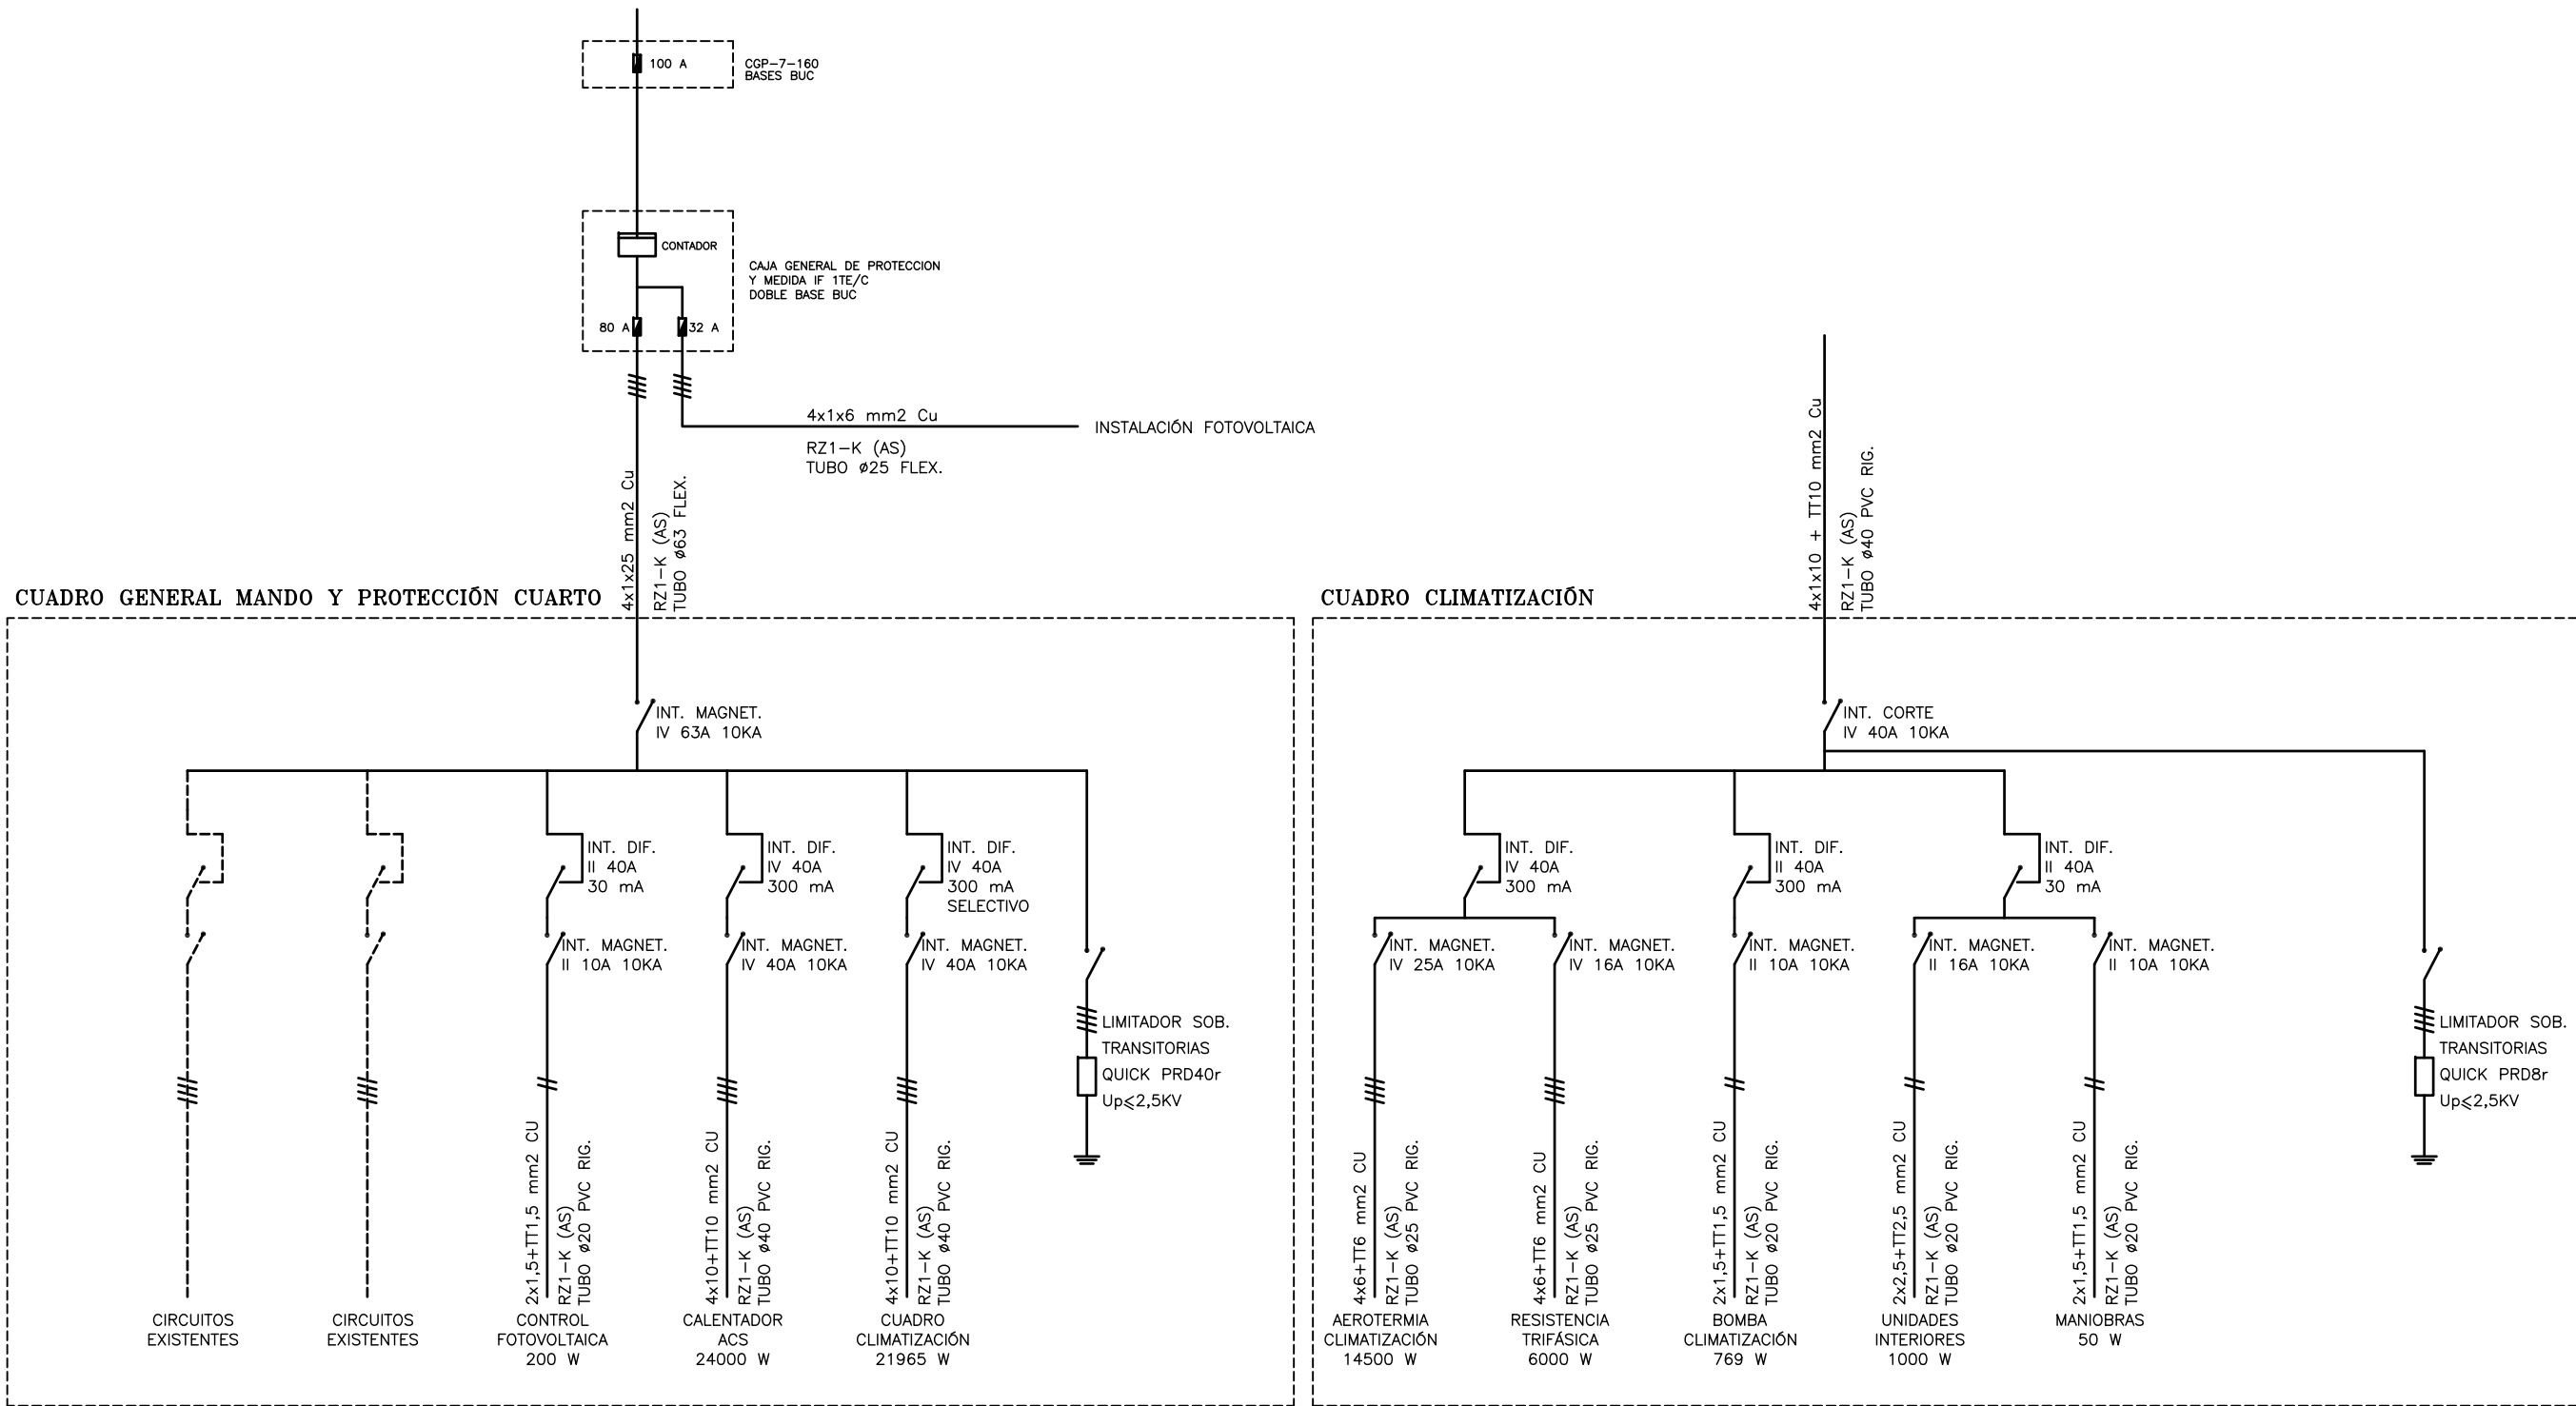 100 A
CGP-7-160
BASES BUC
CONTADOR
CAJA GENERAL DE PROTECCION
Y MEDIDA IF 1TE/C
DOBLE BASE BUC
80 A
32 A
4x1x6 mm2 Cu
RZ1-K (AS)
TUBO ø25 FLEX.
INSTALACIÓN FOTOVOLTAICA
4x1x25 mm2 Cu
RZ1-K (AS)
TUBO ø63 FLEX.
4x1x10 + TT10 mm2 Cu
RZ1-K (AS)
TUBO ø40 PVC RIG.
CUADRO GENERAL MANDO Y PROTECCIÓN CUARTO
INT. MAGNET.
IV 63A 10KA
INT. DIF.
II 40A
30 mA
INT. DIF.
IV 40A
300 mA
INT. DIF.
IV 40A
300 mA
SELECTIVO
INT. MAGNET.
II 10A 10KA
INT. MAGNET.
IV 40A 10KA
INT. MAGNET.
IV 40A 10KA
LIMITADOR SOB.
TRANSITORIAS
QUICK PRD40r
Up≤2,5KV
2x1,5+TT1,5 mm2 CU
RZ1-K (AS)
TUBO ø20 PVC RIG.
4x10+TT10 mm2 CU
RZ1-K (AS)
TUBO ø40 PVC RIG.
4x10+TT10 mm2 CU
RZ1-K (AS)
TUBO ø40 PVC RIG.
CIRCUITOS
EXISTENTES
CIRCUITOS
EXISTENTES
CONTROL
FOTOVOLTAICA
200 W
CALENTADOR
ACS
24000 W
CUADRO
CLIMATIZACIÓN
21965 W
CUADRO CLIMATIZACIÓN
INT. CORTE
IV 40A 10KA
INT. DIF.
IV 40A
300 mA
INT. DIF.
II 40A
300 mA
INT. DIF.
II 40A
30 mA
INT. MAGNET.
IV 25A 10KA
INT. MAGNET.
IV 16A 10KA
INT. MAGNET.
II 10A 10KA
INT. MAGNET.
II 16A 10KA
INT. MAGNET.
II 10A 10KA
LIMITADOR SOB.
TRANSITORIAS
QUICK PRD8r
Up≤2,5KV
4x6+TT6 mm2 CU
RZ1-K (AS)
TUBO ø25 PVC RIG.
4x6+TT6 mm2 CU
RZ1-K (AS)
TUBO ø25 PVC RIG.
2x1,5+TT1,5 mm2 CU
RZ1-K (AS)
TUBO ø20 PVC RIG.
2x2,5+TT2,5 mm2 CU
RZ1-K (AS)
TUBO ø20 PVC RIG.
2x1,5+TT1,5 mm2 CU
RZ1-K (AS)
TUBO ø20 PVC RIG.
AEROTERMIA
CLIMATIZACIÓN
14500 W
RESISTENCIA
TRIFÁSICA
6000 W
BOMBA
CLIMATIZACIÓN
769 W
UNIDADES
INTERIORES
1000 W
MANIOBRAS
50 W